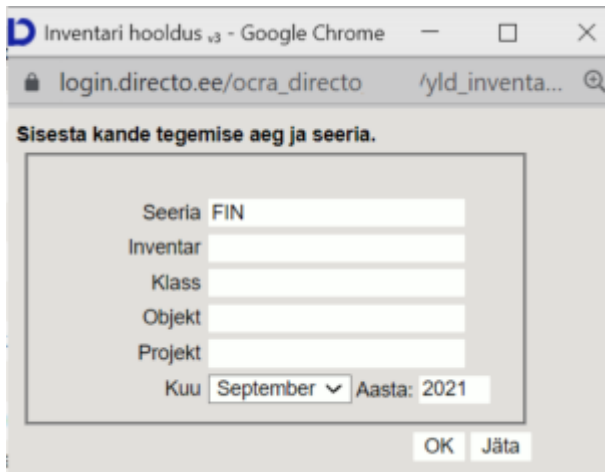 Inventari hooldus v3 - Google Chrome
login.directo.ee/ocra_directo /yld_inventa...
Sisesta kande tegemise aeg ja seeria.
Seeria FIN
Inventar
Klass
Objekt
Projekt
Kuu September Aasta: 2021
OK Jäta